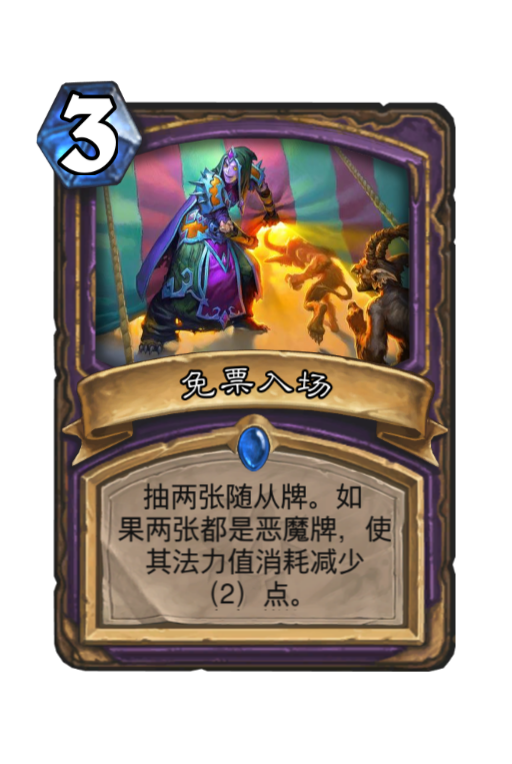 3
免票入场
抽两张随从牌。如
果两张都是恶魔牌，使
其法力值消耗减少
（2）点。